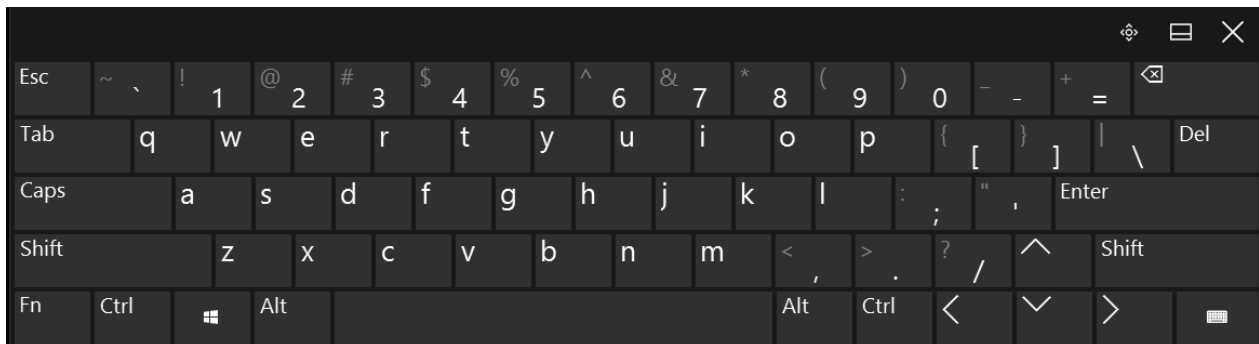 Esc ~ ` ! 1 @ 2 # 3 $ 4 % 5 ^ 6 & 7 * 8 ( 9 ) 0 _ - + =
Tab q w e r t y u i o p { [ } ] | \ Del
Caps a s d f g h j k l : ; " ' Enter
Shift z x c v b n m < , > . ? / Shift
Fn Ctrl Alt Alt Ctrl